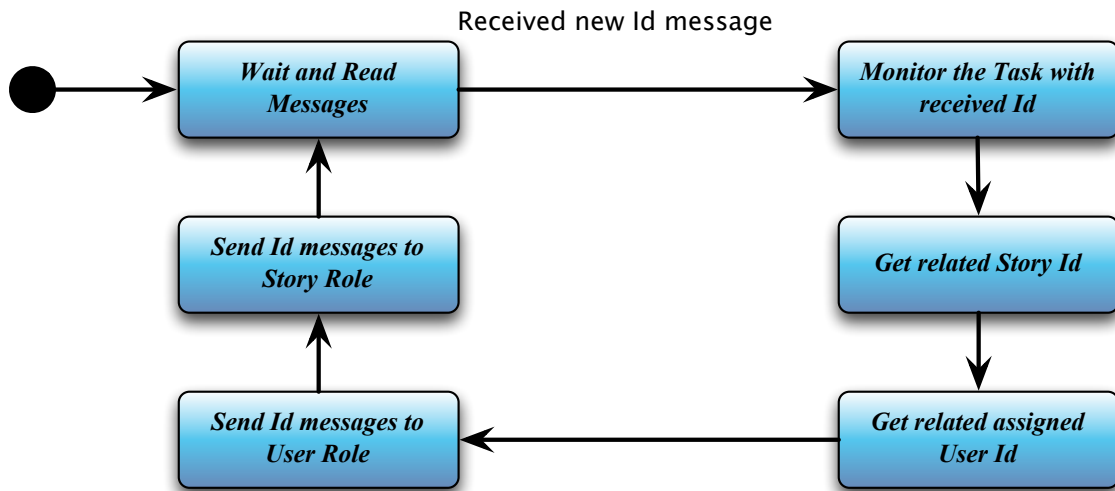 Received new Id message
Wait and Read
Messages
Monitor the Task with
received Id
Send Id messages to
Story Role
Get related Story Id
Send Id messages to
User Role
Get related assigned
User Id